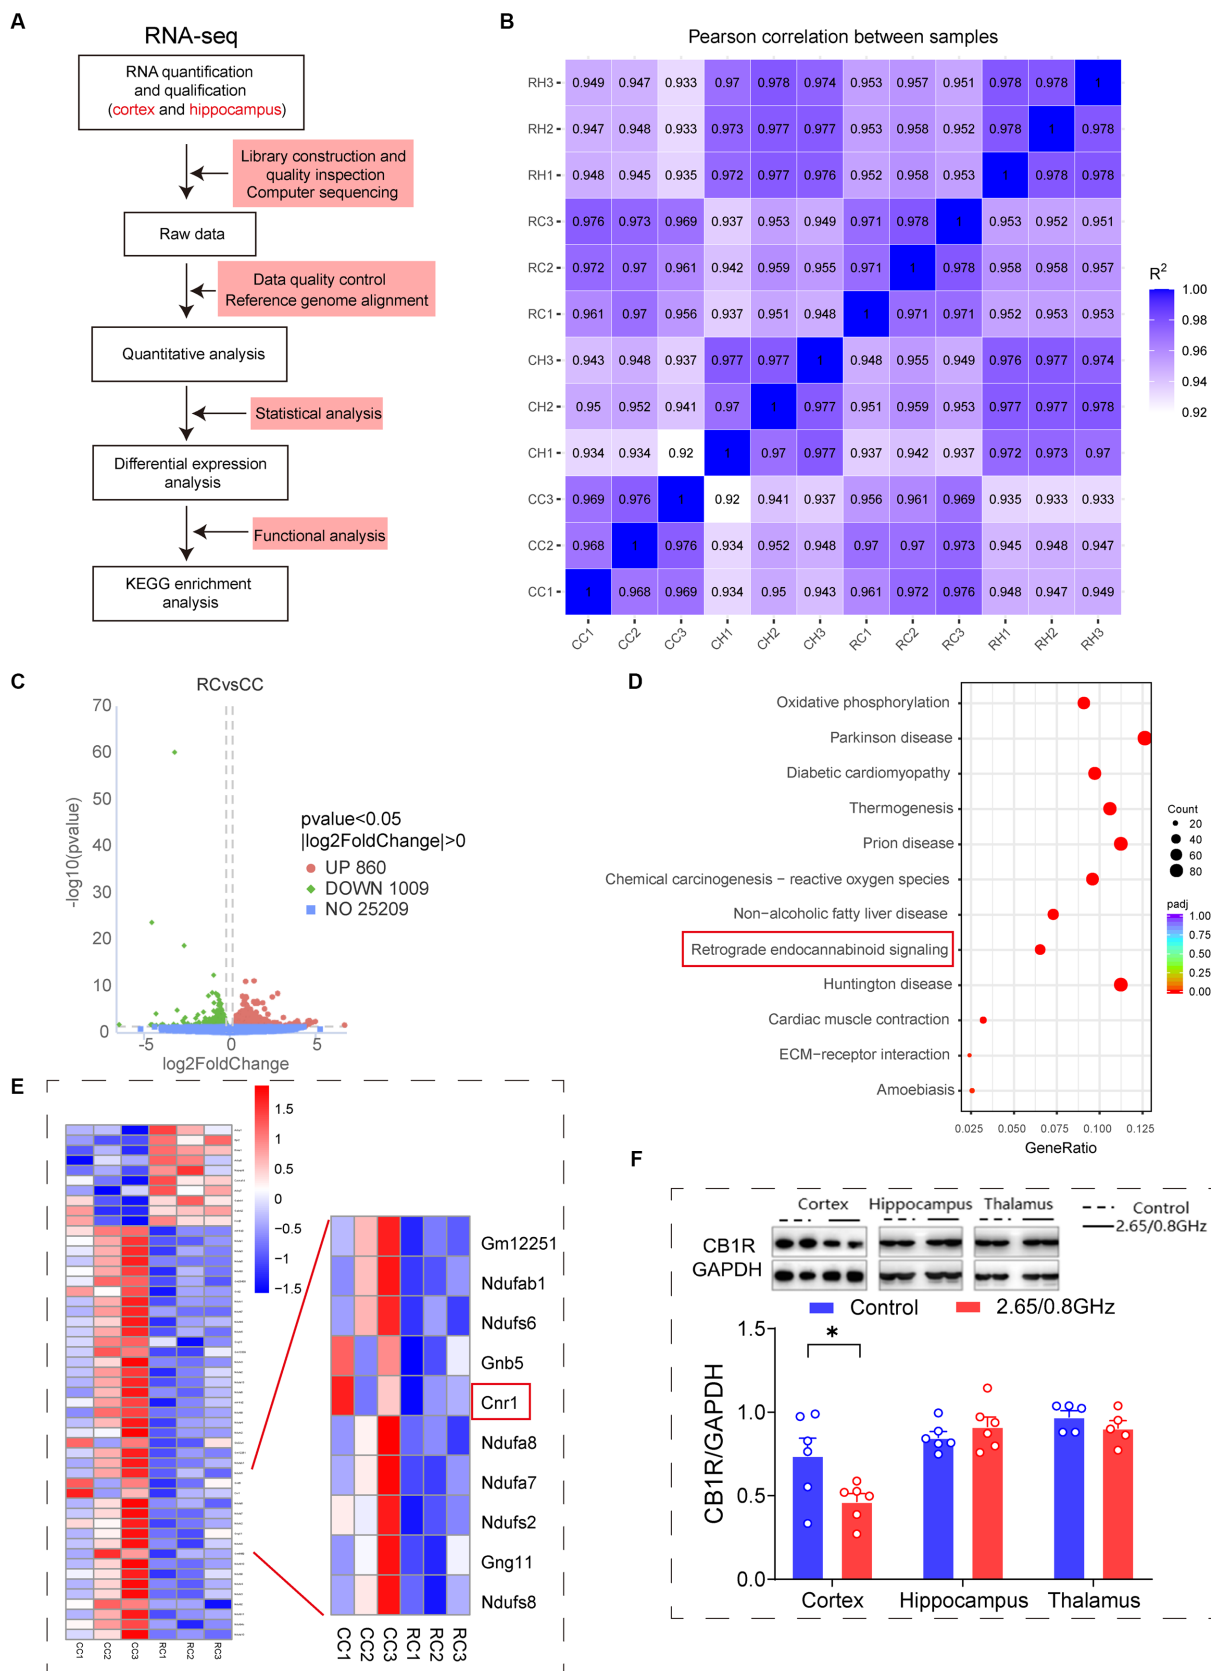 A
RNA-seq
RNA quantification
and qualification
(cortex and hippocampus)
Library construction and
quality inspection
Computer sequencing
Raw data
Data quality control
Reference genome alignment
Quantitative analysis
Statistical analysis
Differential expression
analysis
Functional analysis
KEGG enrichment
analysis
B
Pearson correlation between samples
RH3 0.949 0.947 0.933 0.97 0.978 0.974 0.953 0.957 0.951 0.978 0.978 1
RH2 0.947 0.948 0.933 0.973 0.977 0.977 0.953 0.958 0.952 0.978 1 0.978
RH1 0.948 0.945 0.935 0.972 0.977 0.976 0.952 0.958 0.953 1 0.978 0.978
RC3 0.976 0.973 0.969 0.937 0.953 0.949 0.971 0.978 1 0.953 0.952 0.951
RC2 0.972 0.97 0.961 0.942 0.959 0.955 0.971 1 0.978 0.958 0.958 0.957
RC1 0.961 0.97 0.956 0.937 0.951 0.948 1 0.971 0.971 0.952 0.953 0.953
CH3 0.943 0.948 0.937 0.977 0.977 1 0.948 0.955 0.949 0.976 0.977 0.974
CH2 0.95 0.952 0.941 0.97 1 0.977 0.951 0.959 0.953 0.977 0.977 0.978
CH1 0.934 0.934 0.92 1 0.97 0.977 0.937 0.942 0.937 0.972 0.973 0.97
CC3 0.969 0.976 1 0.92 0.941 0.937 0.956 0.961 0.969 0.935 0.933 0.933
CC2 0.968 1 0.976 0.934 0.952 0.948 0.97 0.97 0.973 0.945 0.948 0.947
CC1 1 0.968 0.969 0.934 0.95 0.943 0.961 0.972 0.976 0.948 0.947 0.949
CC1 CC2 CC3 CH1 CH2 CH3 RC1 RC2 RC3 RH1 RH2 RH3
R2
1.00
0.98
0.96
0.94
0.92
C
RCvsCC
70
60
50
40
30
20
10
0
-log10(pvalue)
-5 0 5
log2FoldChange
pvalue<0.05
|log2FoldChange|>0
UP 860
DOWN 1009
NO 25209
D
Oxidative phosphorylation
Parkinson disease
Diabetic cardiomyopathy
Thermogenesis
Prion disease
Chemical carcinogenesis − reactive oxygen species
Non−alcoholic fatty liver disease
Retrograde endocannabinoid signaling
Huntington disease
Cardiac muscle contraction
ECM−receptor interaction
Amoebiasis
0.025 0.050 0.075 0.100 0.125
GeneRatio
Count
20
40
60
80
padj
1.00
0.75
0.50
0.25
0.00
E
1.5
1
0.5
0
−0.5
−1
−1.5
CC1 CC2 CC3 RC1 RC2 RC3
Gm12251
Ndufab1
Ndufs6
Gnb5
Cnr1
Ndufa8
Ndufa7
Ndufs2
Gng11
Ndufs8
CC1 CC2 CC3 RC1 RC2 RC3
F
Cortex Hippocampus Thalamus
Control
2.65/0.8GHz
CB1R
GAPDH
Control 2.65/0.8GHz
1.5
1.0
0.5
0.0
CB1R/GAPDH
*
Cortex Hippocampus Thalamus